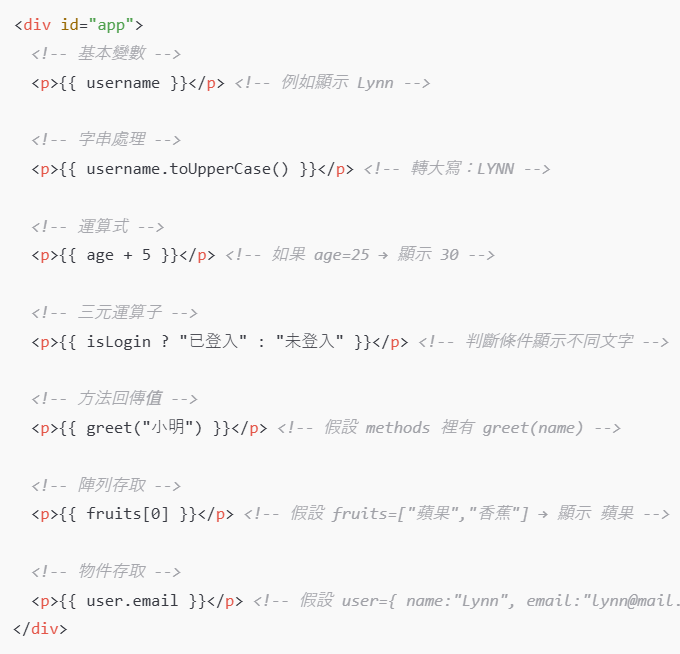 <div id="app">
<!-- 基本變數 -->
<p>{{ username }}</p> <!-- 例如顯示 Lynn -->
<!-- 字串處理 -->
<p>{{ username.toUpperCase() }}</p> <!-- 轉大寫：LYNN -->
<!-- 運算式 -->
<p>{{ age + 5 }}</p> <!-- 如果 age=25 → 顯示 30 -->
<!-- 三元運算子 -->
<p>{{ isLogin ? "已登入" : "未登入" }}</p> <!-- 判斷條件顯示不同文字 -->
<!-- 方法回傳值 -->
<p>{{ greet("小明") }}</p> <!-- 假設 methods 裡有 greet(name) -->
<!-- 陣列存取 -->
<p>{{ fruits[0] }}</p> <!-- 假設 fruits=["蘋果","香蕉"] → 顯示 蘋果 -->
<!-- 物件存取 -->
<p>{{ user.email }}</p> <!-- 假設 user={ name:"Lynn", email:"lynn@mail.
</div>